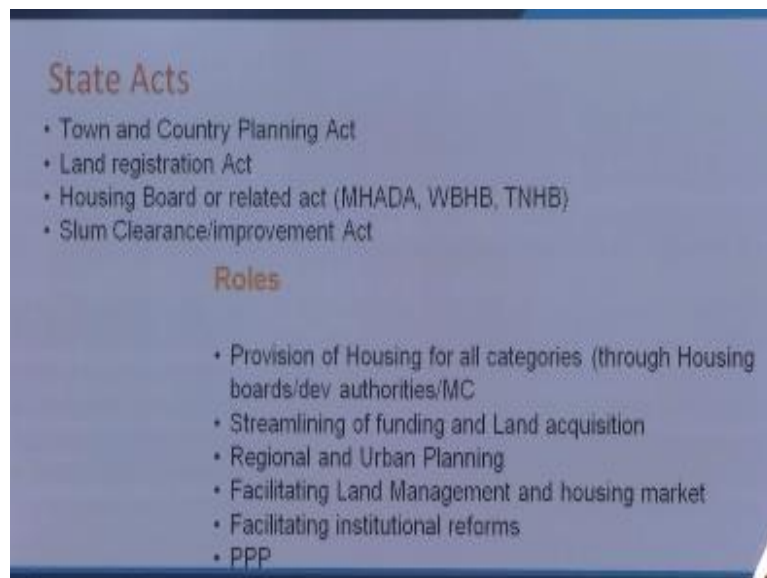 State Acts
• Town and Country Planning Act
• Land registration Act
• Housing Board or related act (MHADA, WBHB, TNHB)
• Slum Clearance/improvement Act
Roles
• Provision of Housing for all categories (through Housing
boards/dev authorities/MC
• Streamlining of funding and Land acquisition
• Regional and Urban Planning
• Facilitating Land Management and housing market
• Facilitating institutional reforms
• PPP